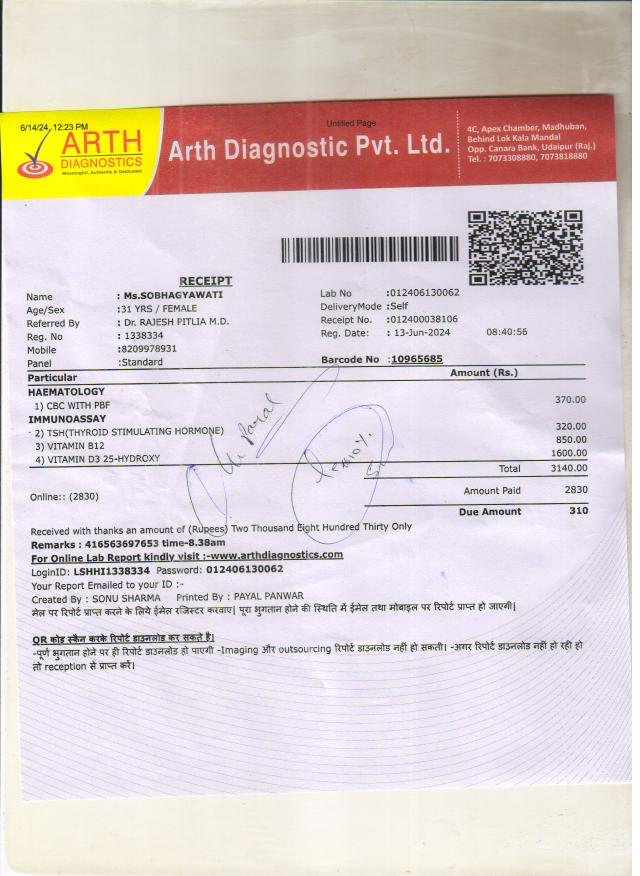 6/14/24, 12:23 PM
Untitled Page
ARTH
DIAGNOSTICS
Meaningful, Authentic & Dedicated
Arth Diagnostic Pvt. Ltd.
4C, Apex Chamber, Madhuban,
Behind Lok Kala Mandal
Opp. Canara Bank, Udaipur (Raj.)
Tel. : 7073308880, 7073818880
RECEIPT
Name : Ms.SOBHAGYAWATI
Age/Sex :31 YRS / FEMALE
Referred By : Dr. RAJESH PITLIA M.D.
Reg. No : 1338334
Mobile :8209978931
Panel :Standard
Lab No :012406130062
DeliveryMode :Self
Receipt No. :012400038106
Reg. Date: : 13-Jun-2024 08:40:56
Barcode No :10965685
Particular Amount (Rs.)
HAEMATOLOGY
1) CBC WITH PBF 370.00
IMMUNOASSAY
2) TSH(THYROID STIMULATING HORMONE) 320.00
3) VITAMIN B12 850.00
4) VITAMIN D3 25-HYDROXY 1600.00
Total 3140.00
Online:: (2830) Amount Paid 2830
Due Amount 310
Received with thanks an amount of (Rupees) Two Thousand Eight Hundred Thirty Only
Remarks : 416563697653 time-8.38am
For Online Lab Report kindly visit :-www.arthdiagnostics.com
LoginID: LSHHI1338334 Password: 012406130062
Your Report Emailed to your ID :-
Created By : SONU SHARMA Printed By : PAYAL PANWAR
मेल पर रिपोर्ट प्राप्त करने के लिये ईमेल रजिस्टर करवाए। पूरा भुगतान होने की स्थिति में ईमेल तथा मोबाइल पर रिपोर्ट प्राप्त हो जाएगी|
QR कोड स्कैन करके रिपोर्ट डाउनलोड कर सकते है।
-पूर्ण भुगतान होने पर ही रिपोर्ट डाउनलोड हो पाएगी -Imaging और outsourcing रिपोर्ट डाउनलोड नहीं हो सकती। -अगर रिपोर्ट डाउनलोड नहीं हो रही हो
तो reception से प्राप्त करें।